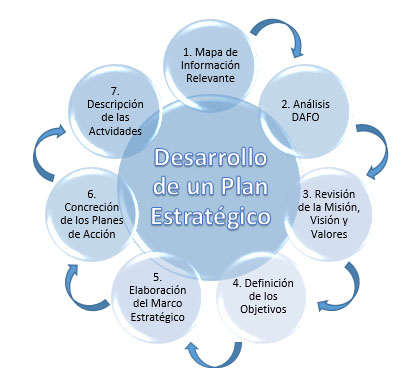 1. Mapa de
Información
Relevante
2. Análisis
DAFO
3. Revisión
de la Misión,
Visión y
Valores
4. Definición
de los
Objetivos
5.
Elaboración
del Marco
Estratégico
6.
Concreción
de los Planes
de Acción
7.
Descripción
de las
Actvidades
Desarrollo
de un Plan
Estratégico